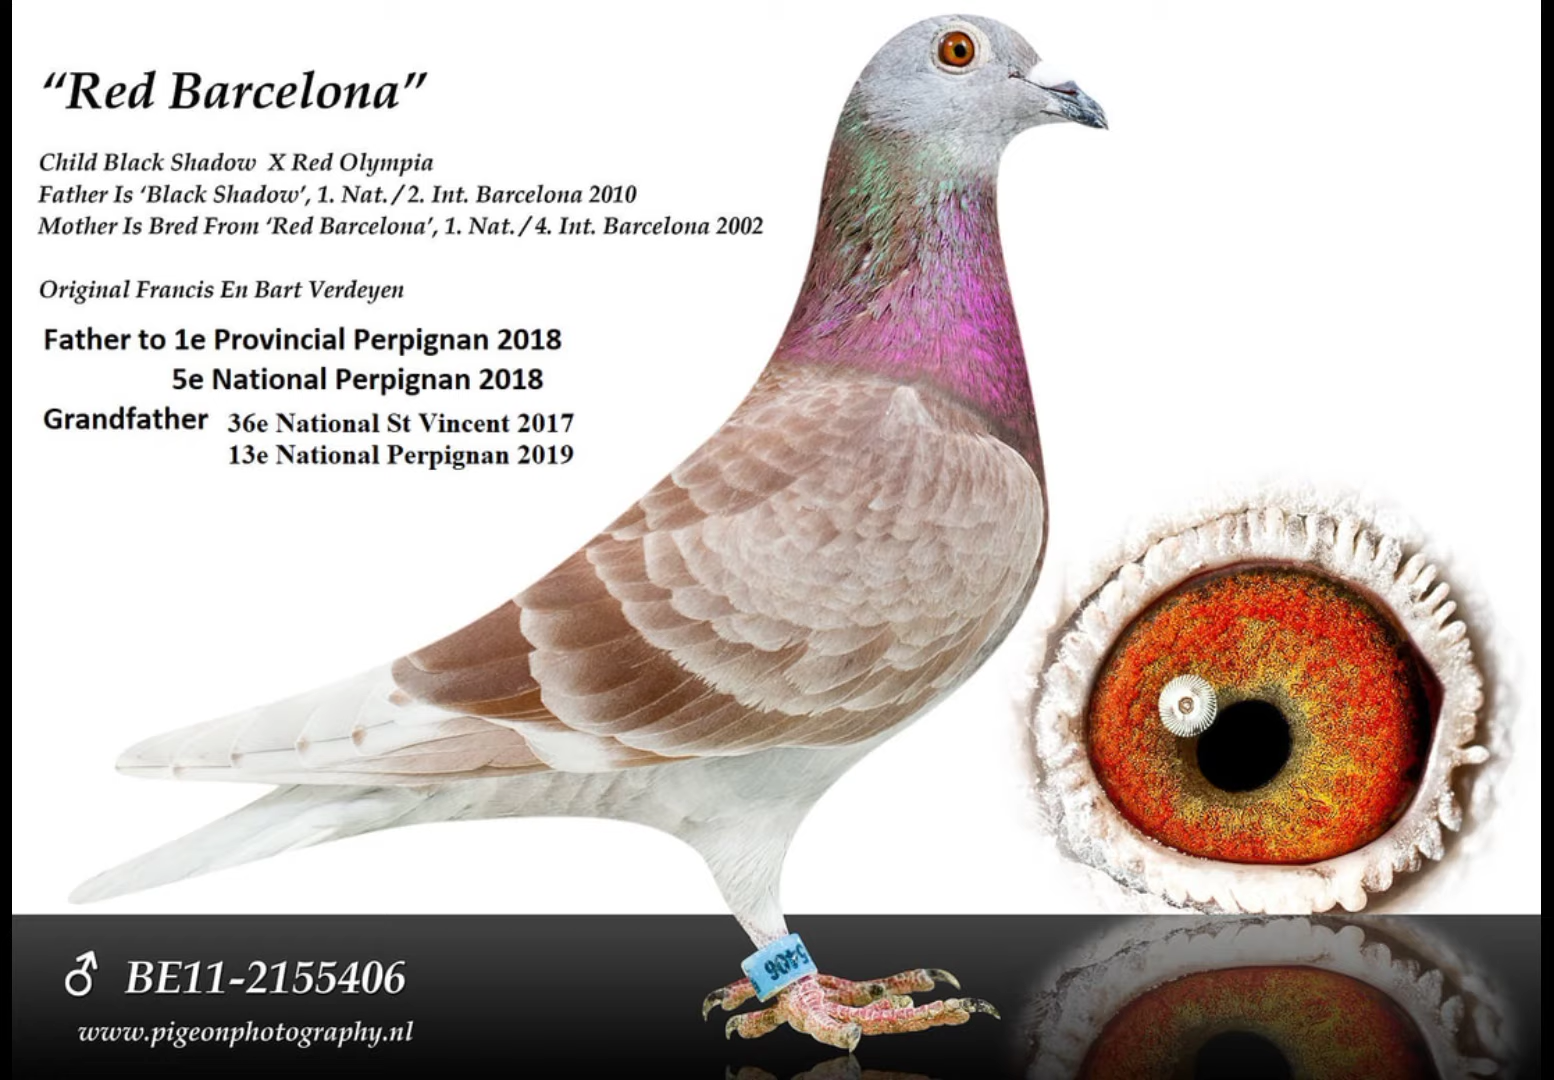 “Red Barcelona”
Child Black Shadow X Red Olympia
Father Is ‘Black Shadow’, 1. Nat./2. Int. Barcelona 2010
Mother Is Bred From ‘Red Barcelona’, 1. Nat./4. Int. Barcelona 2002
Original Francis En Bart Verdeyen
Father to 1e Provincial Perpignan 2018
5e National Perpignan 2018
Grandfather 36e National St Vincent 2017
13e National Perpignan 2019
♂ BE11-2155406
www.pigeonphotography.nl
5406